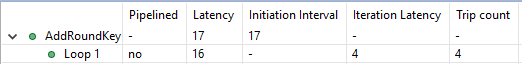 Pipelined Latency Initiation Interval Iteration Latency Trip count
AddRoundKey - 17 17 - -
Loop 1 no 16 - 4 4